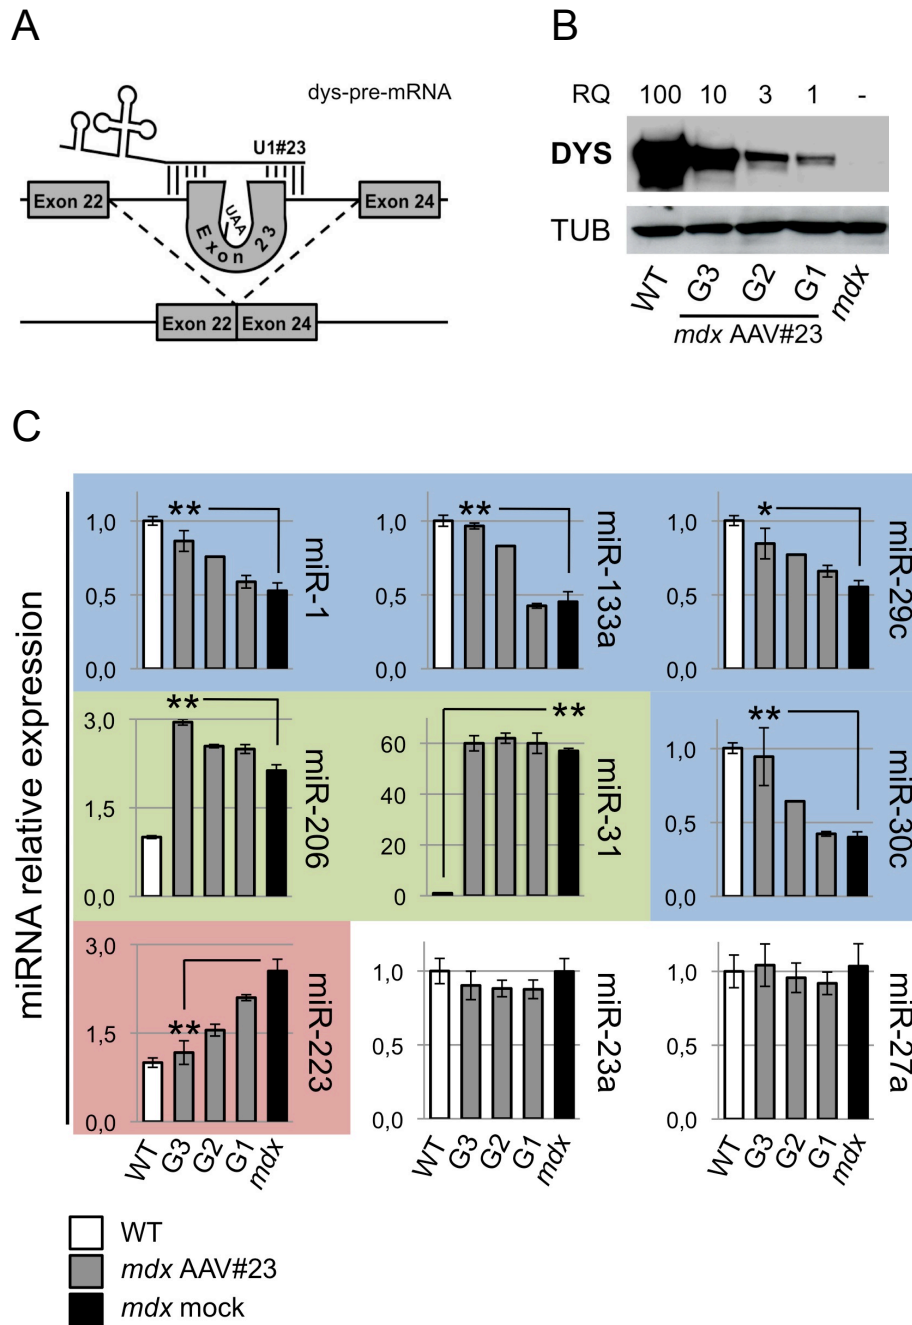 A
dys-pre-mRNA
U1#23
Exon 22
UAA
Exon 23
Exon 24
Exon 22 Exon 24
B
RQ 100 10 3 1 -
DYS
TUB
WT G3 G2 G1 mdx
mdx AAV#23
C
miRNA relative expression
1,0
0,5
0,0
**
miR-1
1,0
0,5
0,0
**
miR-133a
1,0
0,5
0,0
*
miR-29c
3,0
1,5
0,0
**
miR-206
60
40
20
0
**
miR-31
1,0
0,5
0,0
**
miR-30c
3,0
1,5
0,0
**
miR-223
1,0
0,5
0,0
miR-23a
1,0
0,5
0,0
miR-27a
WT G3 G2 G1 mdx
WT G3 G2 G1 mdx
WT G3 G2 G1 mdx
WT
mdx AAV#23
mdx mock